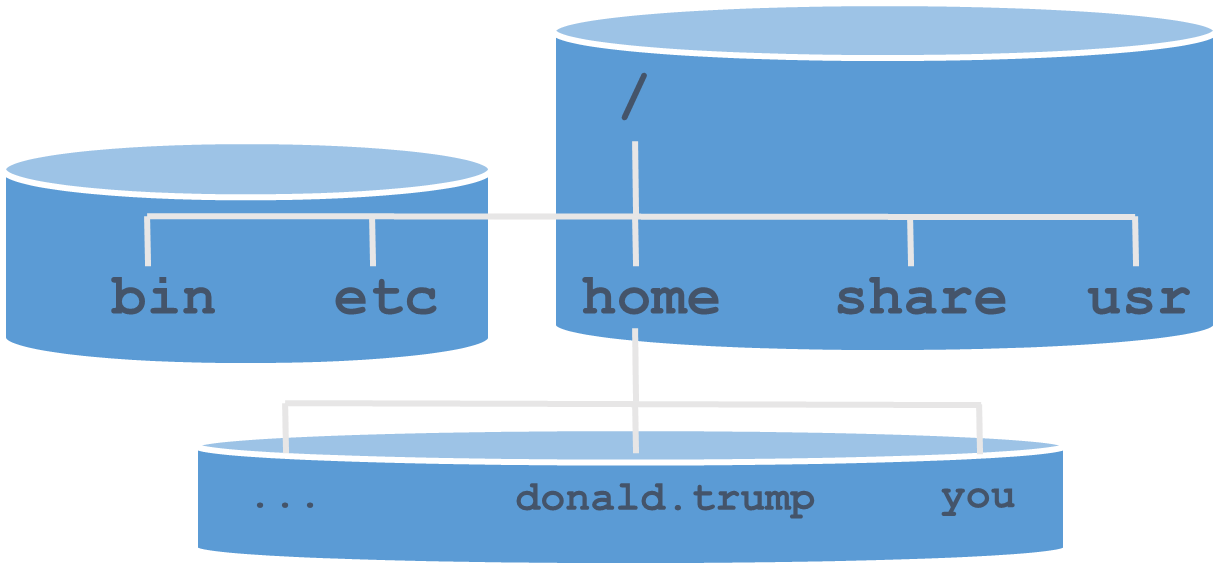 /
bin etc home share usr
... donald.trump you